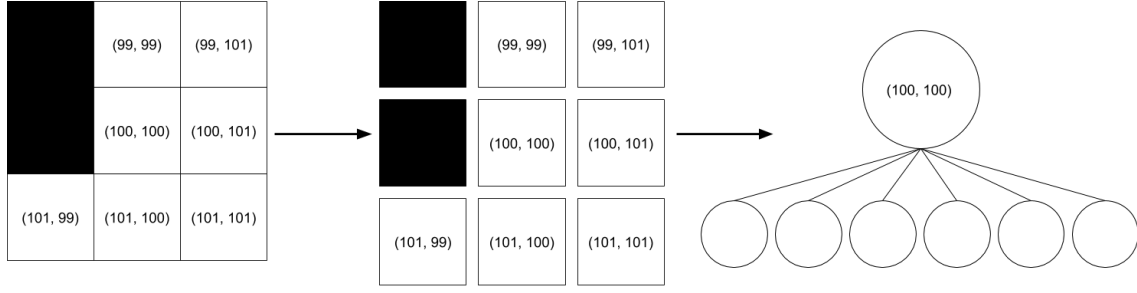 (99, 99) (99, 101)
(100, 100) (100, 101)
(101, 99) (101, 100) (101, 101)
(99, 99) (99, 101)
(100, 100) (100, 101)
(101, 99) (101, 100) (101, 101)
(100, 100)